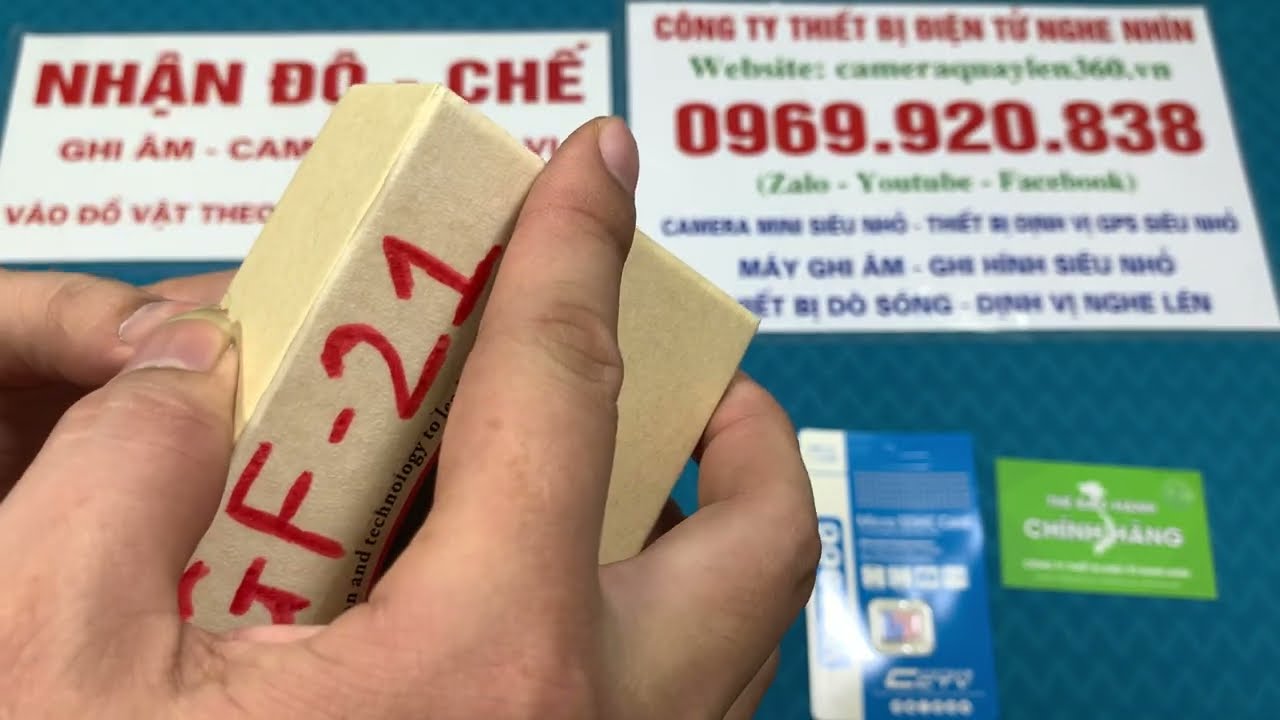 NHẬN ĐỘ - CHẾ
GHI ÂM - CAM
VÀO ĐỒ VẬT THEO
CÔNG TY THIẾT BỊ ĐIỆN TỬ NGHE NHÌN
Website: cameraquaylen360.vn
0969.920.838
(Zalo - Youtube - Facebook)
CAMERA MINI SIÊU NHỎ - THIẾT BỊ ĐỊNH VỊ GPS SIÊU NHỎ
MÁY GHI ÂM - GHI HÌNH SIÊU NHỎ
BỊ DÒ SÓNG - ĐỊNH VỊ NGHE LÉN
GF-21
and technology to
CHÍNH HÃNG